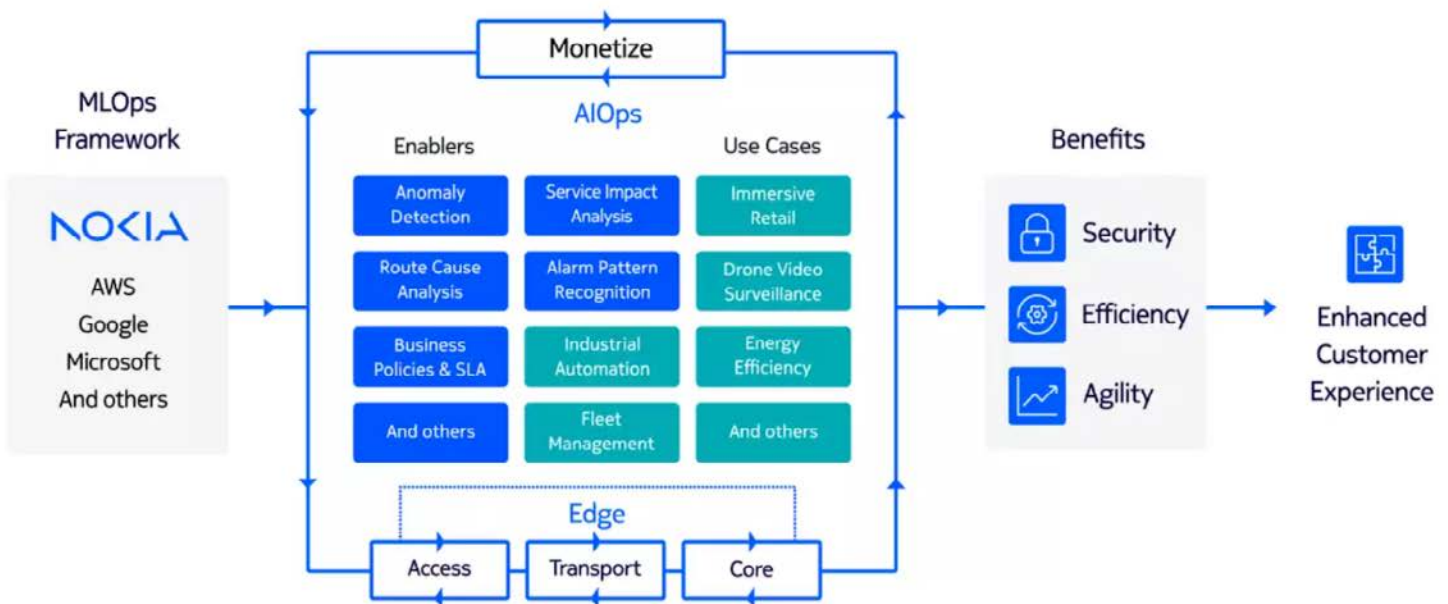 Monetize
MLOps
Framework
NOKIA
AWS
Google
Microsoft
And others
AIOps
Enablers
Use Cases
Anomaly
Detection
Service Impact
Analysis
Immersive
Retail
Route Cause
Analysis
Alarm Pattern
Recognition
Drone Video
Surveillance
Business
Policies & SLA
Industrial
Automation
Energy
Efficiency
And others
Fleet
Management
And others
Edge
Access
Transport
Core
Benefits
Security
Efficiency
Agility
Enhanced
Customer
Experience